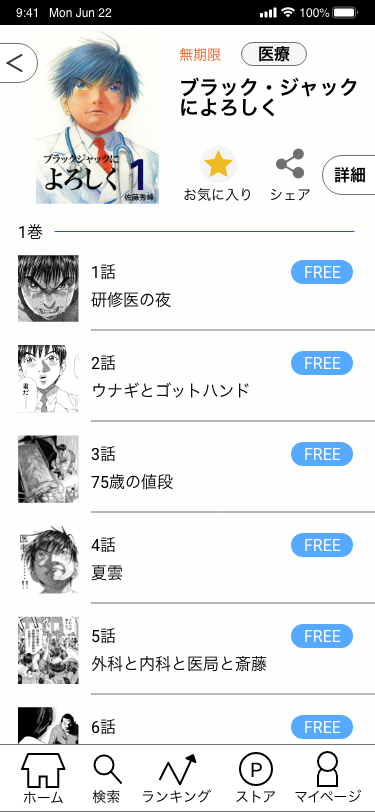 9:41 Mon Jun 22
100%
無期限
医療
ブラック・ジャック
によろしく
ブラックジャックに
よろしく
1
佐藤秀峰
お気に入り
シェア
詳細
1巻
1話
FREE
研修医の夜
2話
FREE
ウナギとゴットハンド
3話
FREE
75歳の値段
4話
FREE
夏雲
5話
FREE
外科と内科と医局と斎藤
6話
FREE
P
ホーム
検索
ランキング
ストア
マイページ